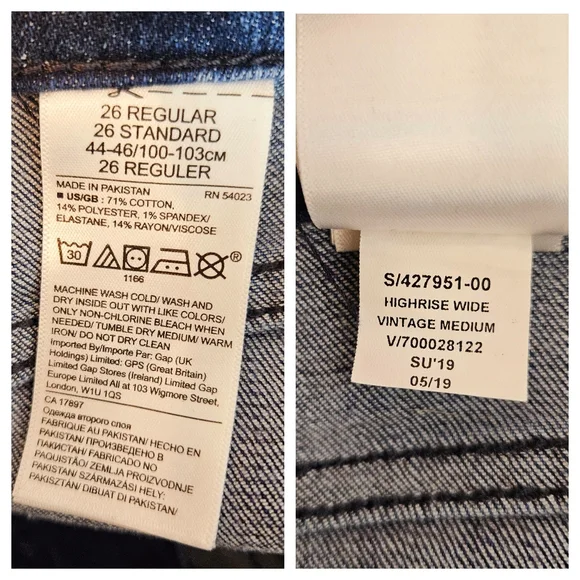 26 REGULAR
26 STANDARD
44-46/100-103CM
26 REGULER
MADE IN PAKISTAN RN 54023
■ US/GB : 71% COTTON,
14% POLYESTER, 1% SPANDEX/
ELASTANE, 14% RAYON/VISCOSE
30
®
1166
MACHINE WASH COLD/ WASH AND
DRY INSIDE OUT WITH LIKE COLORS/
ONLY NON-CHLORINE BLEACH WHEN
NEEDED/ TUMBLE DRY MEDIUM/ WARM
IRON/ DO NOT DRY CLEAN
Imported By/Importe Par: Gap (UK
Holdings) Limited: GPS (Great Britain)
Limited Gap Stores (Ireland) Limited Gap
Europe Limited All at 103 Wigmore Street,
London, W1U 1QS
CA 17897
Одежда второго слоя
FABRIQUE AU PAKISTAN/ HECHO EN
PAKISTAN/ ПРОИЗВЕДЕНО В
ПАКИСТАН/ FABRICADO NO
PAQUISTÃO/ ZEMLJA PROIZVODNJE
PAKISTAN/ SZÁRMAZÁSI HELY:
PAKISZTÁN/ DIBUAT DI PAKISTAN/
S/427951-00
HIGHRISE WIDE
VINTAGE MEDIUM
V/700028122
SU'19
05/19